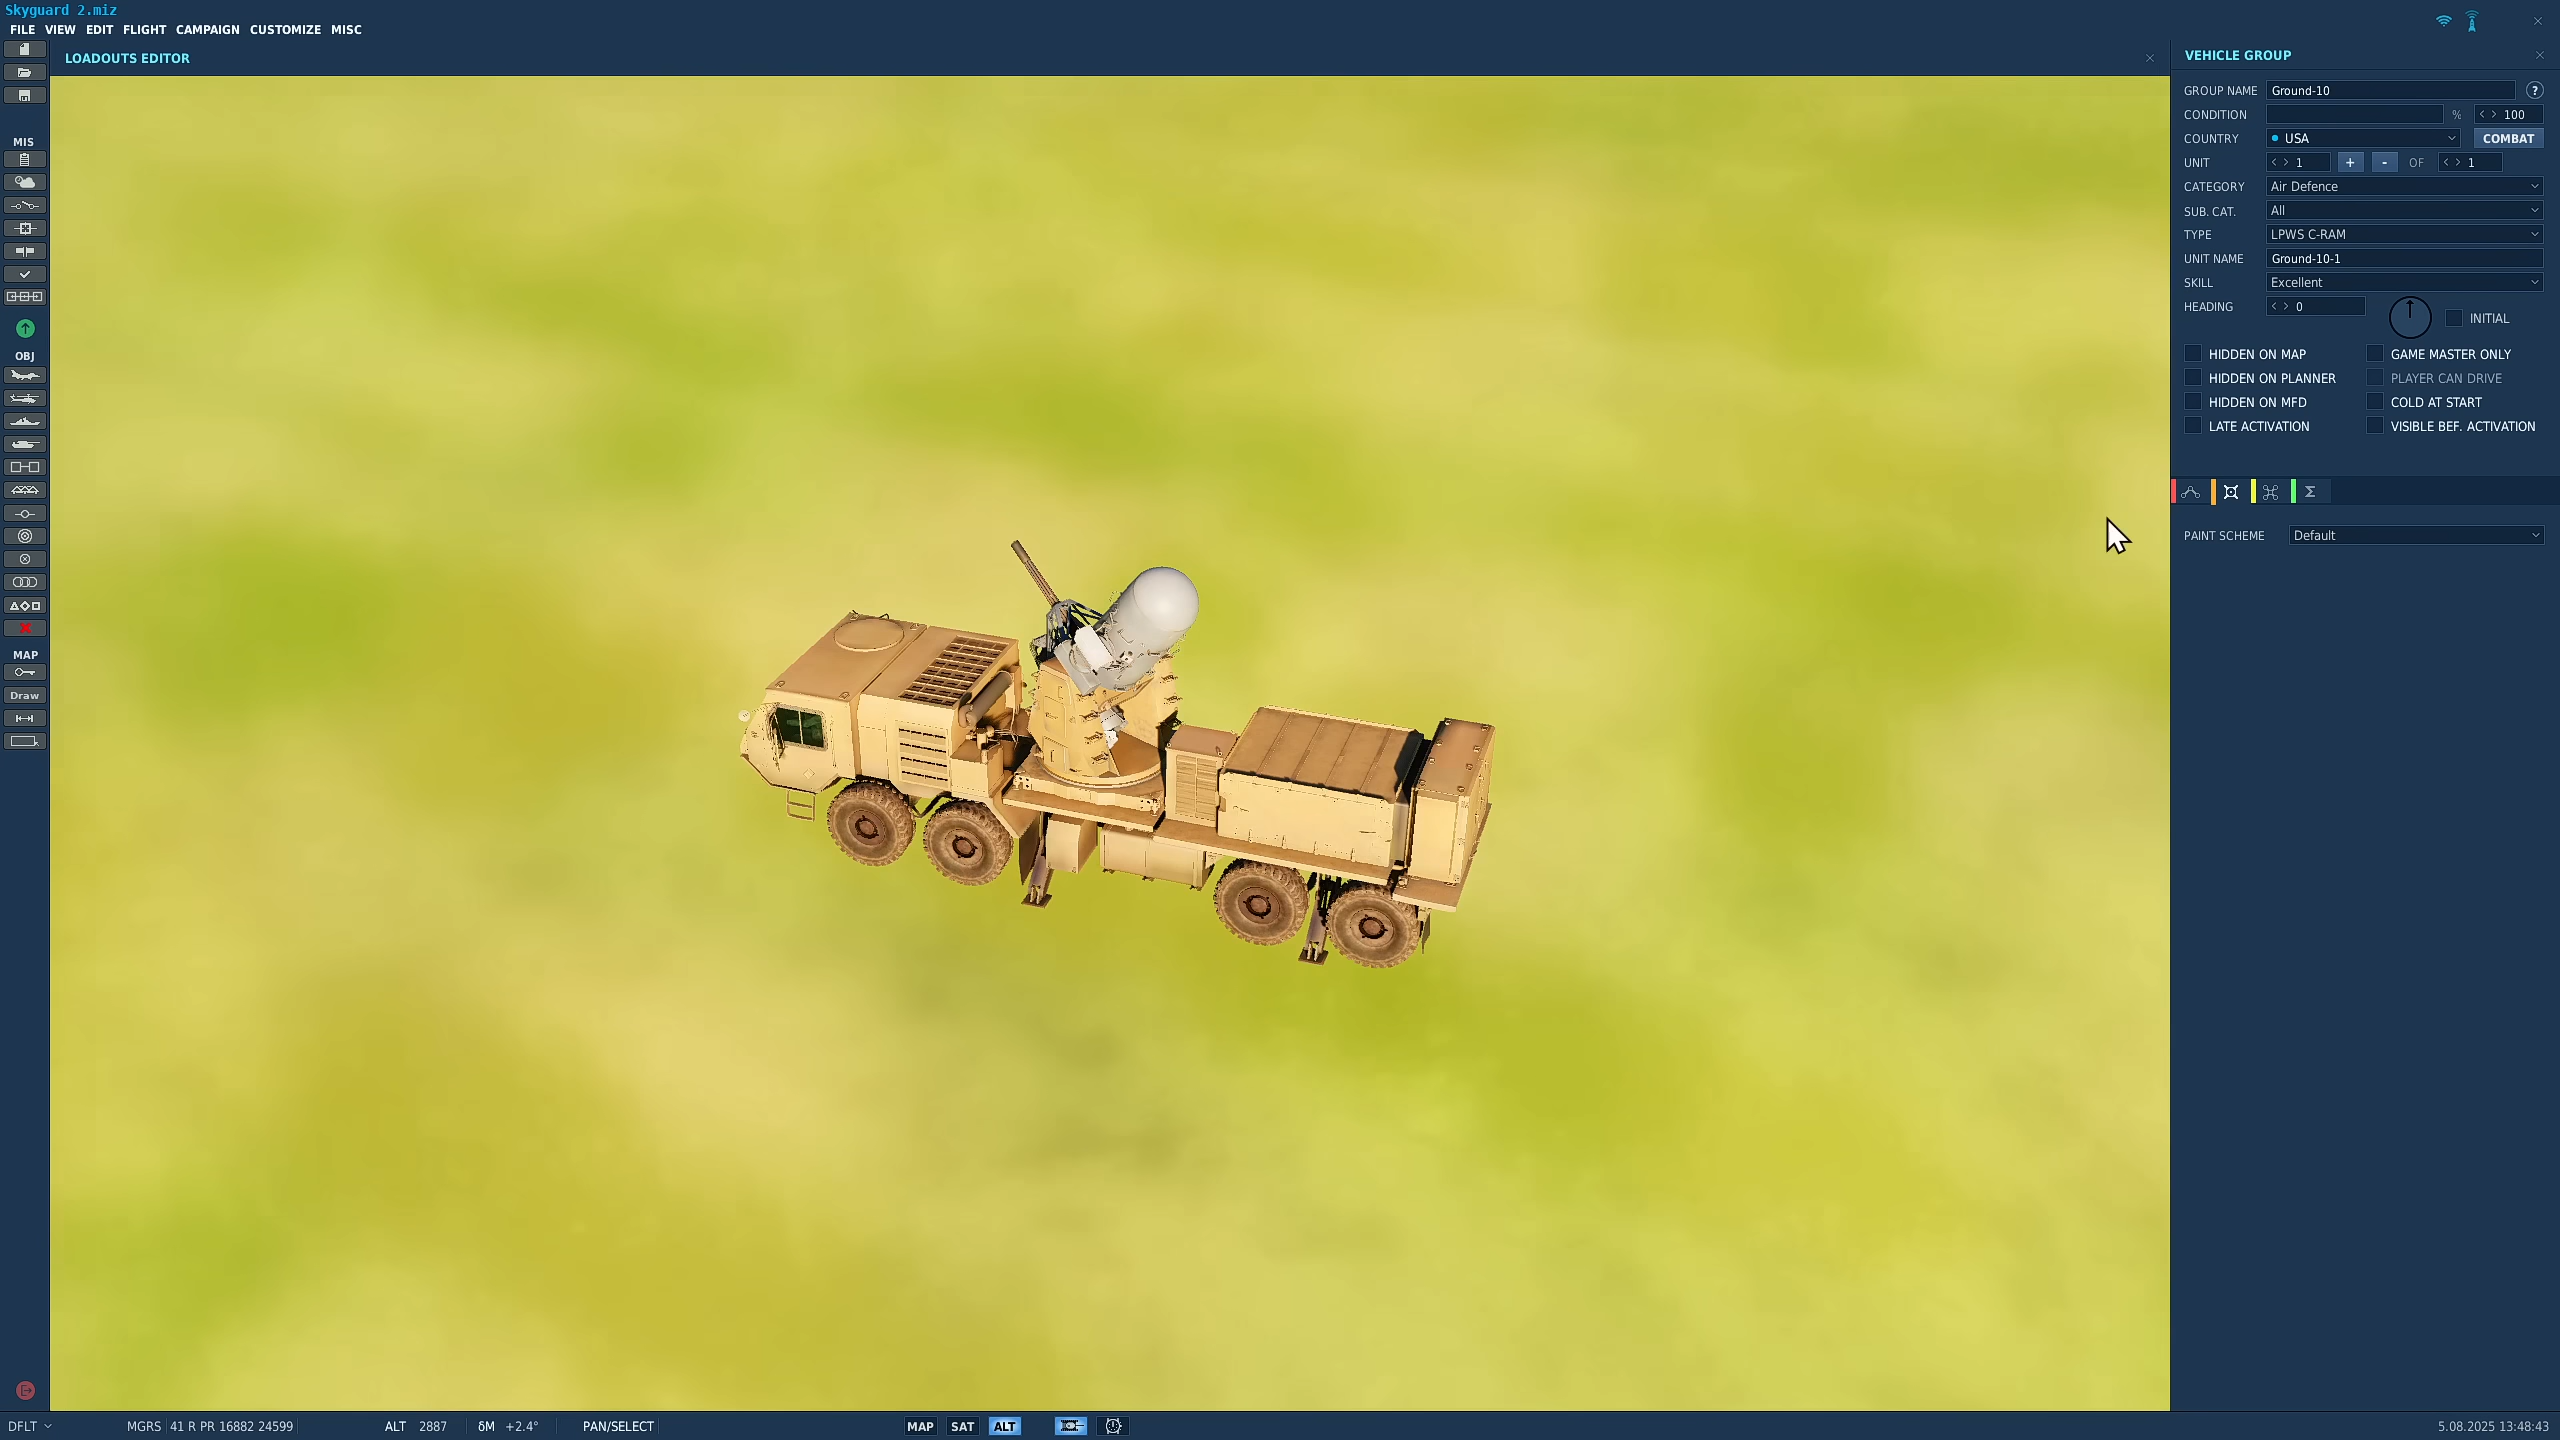 Skyguard 2.miz
FILE VIEW EDIT FLIGHT CAMPAIGN CUSTOMIZE MISC
LOADOUTS EDITOR
MIS
OBJ
MAP
Draw
VEHICLE GROUP
GROUP NAME Ground-10 ?
CONDITION % < > 100
COUNTRY USA COMBAT
UNIT < > 1 + - OF < > 1
CATEGORY Air Defence
SUB. CAT. All
TYPE LPWS C-RAM
UNIT NAME Ground-10-1
SKILL Excellent
HEADING < > 0 INITIAL
HIDDEN ON MAP GAME MASTER ONLY
HIDDEN ON PLANNER PLAYER CAN DRIVE
HIDDEN ON MFD COLD AT START
LATE ACTIVATION VISIBLE BEF. ACTIVATION
Σ
PAINT SCHEME Default
DFLT MGRS 41 R PR 16882 24599 ALT 2887 δM +2.4° PAN/SELECT MAP SAT ALT 5.08.2025 13:48:43